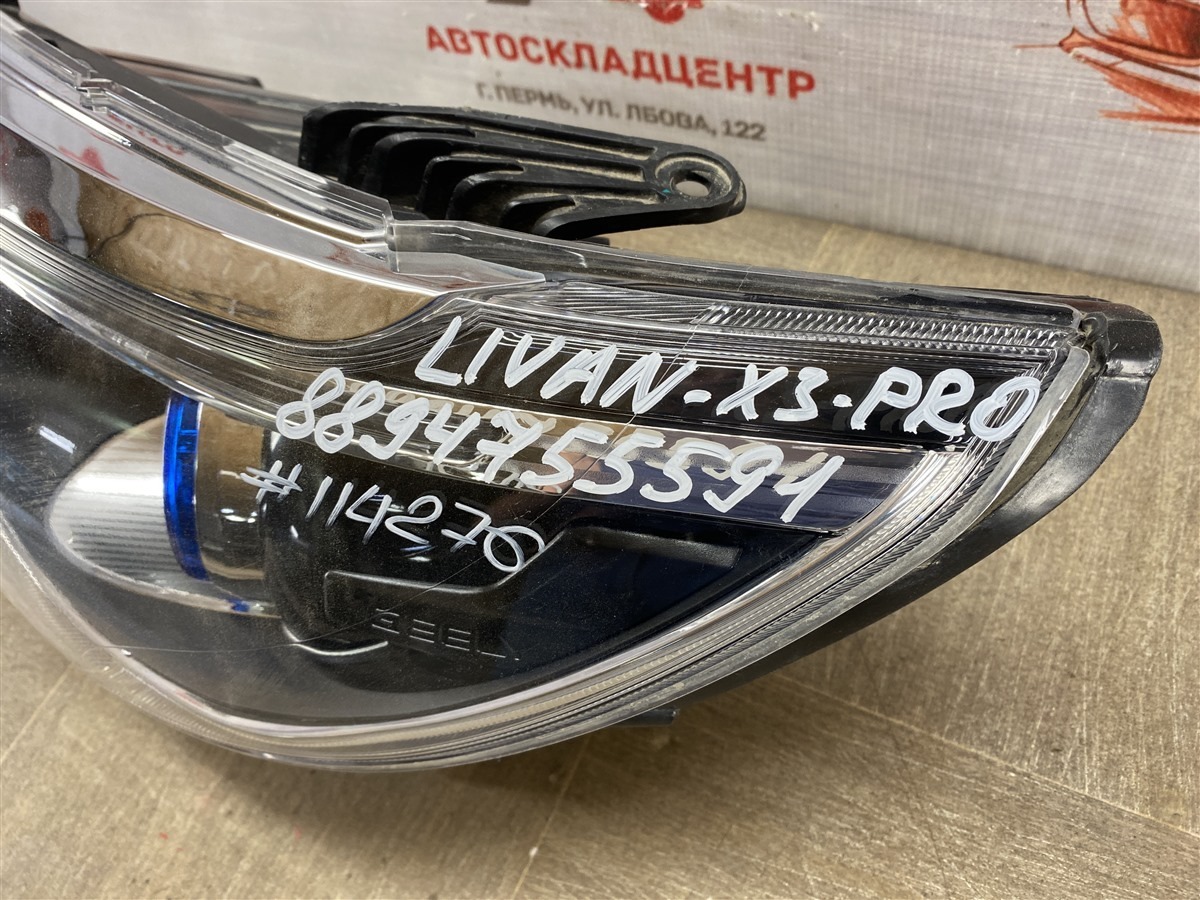 АВТОСКЛАДЦЕНТР
Г. ПЕРМЬ, УЛ. ЛБОВА, 122
LIVAN-X3-PRO
8894755591
#114270